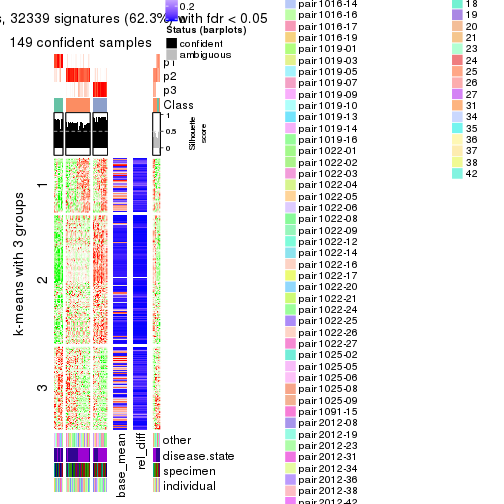 , 32339 signatures (62.3%) with fdr < 0.05
149 confident samples
0.2
0
Status (barplots)
confident
ambiguous
p1
p2
p3
Class
1
0.5
0
Silhouette
score
k-means with 3 groups
1
2
3
base_mean
rel_diff
other
disease.state
specimen
individual
pair1016-14
pair1016-16
pair1016-17
pair1016-19
pair1019-01
pair1019-03
pair1019-05
pair1019-07
pair1019-09
pair1019-10
pair1019-13
pair1019-14
pair1019-16
pair1022-01
pair1022-02
pair1022-03
pair1022-04
pair1022-05
pair1022-06
pair1022-08
pair1022-09
pair1022-12
pair1022-14
pair1022-16
pair1022-17
pair1022-20
pair1022-21
pair1022-24
pair1022-25
pair1022-26
pair1022-27
pair1025-02
pair1025-05
pair1025-06
pair1025-08
pair1025-09
pair1091-15
pair2012-08
pair2012-19
pair2012-23
pair2012-31
pair2012-34
pair2012-36
pair2012-38
pair2012-42
18
19
20
21
23
24
25
26
27
31
34
35
36
37
38
42